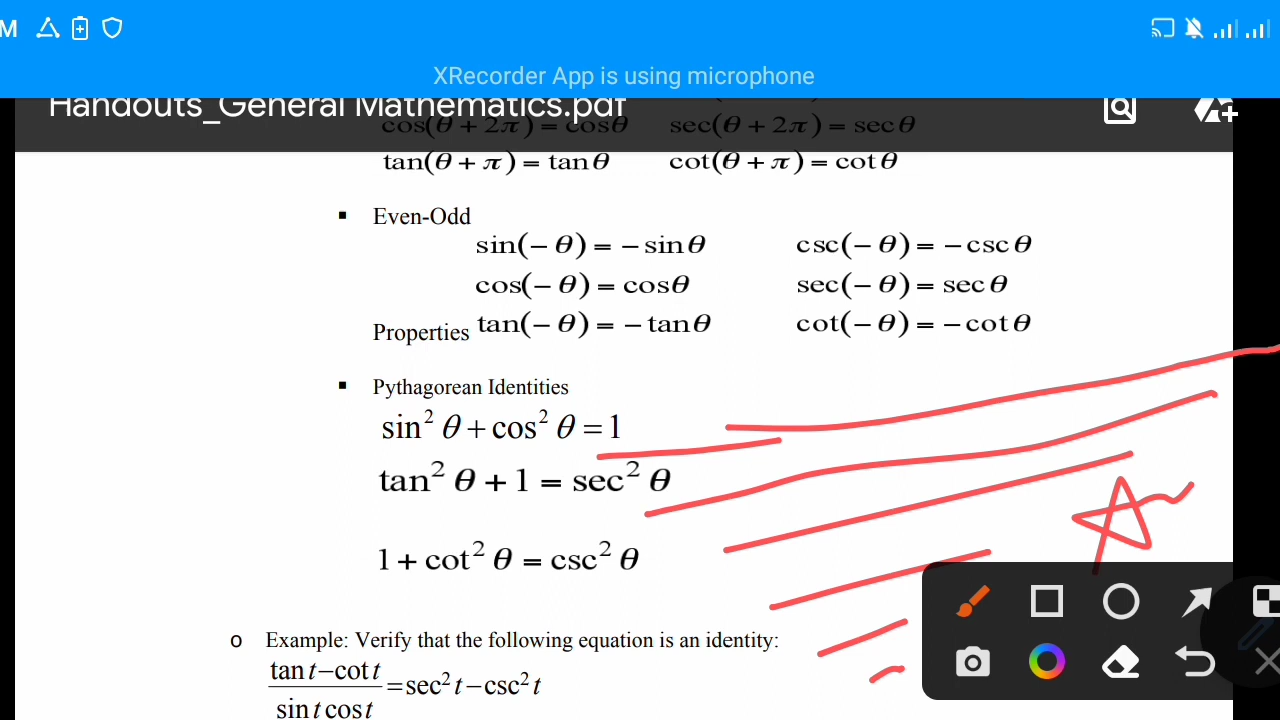 M
XRecorder App is using microphone
Handouts_General Mathematics.pdf
cos(θ + 2π) = cosθ sec(θ + 2π) = secθ
tan(θ + π) = tanθ cot(θ + π) = cotθ
▪ Even-Odd
sin(− θ) = − sinθ csc(− θ) = − cscθ
cos(− θ) = cosθ sec(− θ) = secθ
Properties tan(− θ) = − tanθ cot(− θ) = − cotθ
▪ Pythagorean Identities
sin² θ + cos² θ = 1
tan² θ + 1 = sec² θ
1 + cot² θ = csc² θ
o Example: Verify that the following equation is an identity:
tan t−cot t
=sec² t−csc² t
sin t cos t